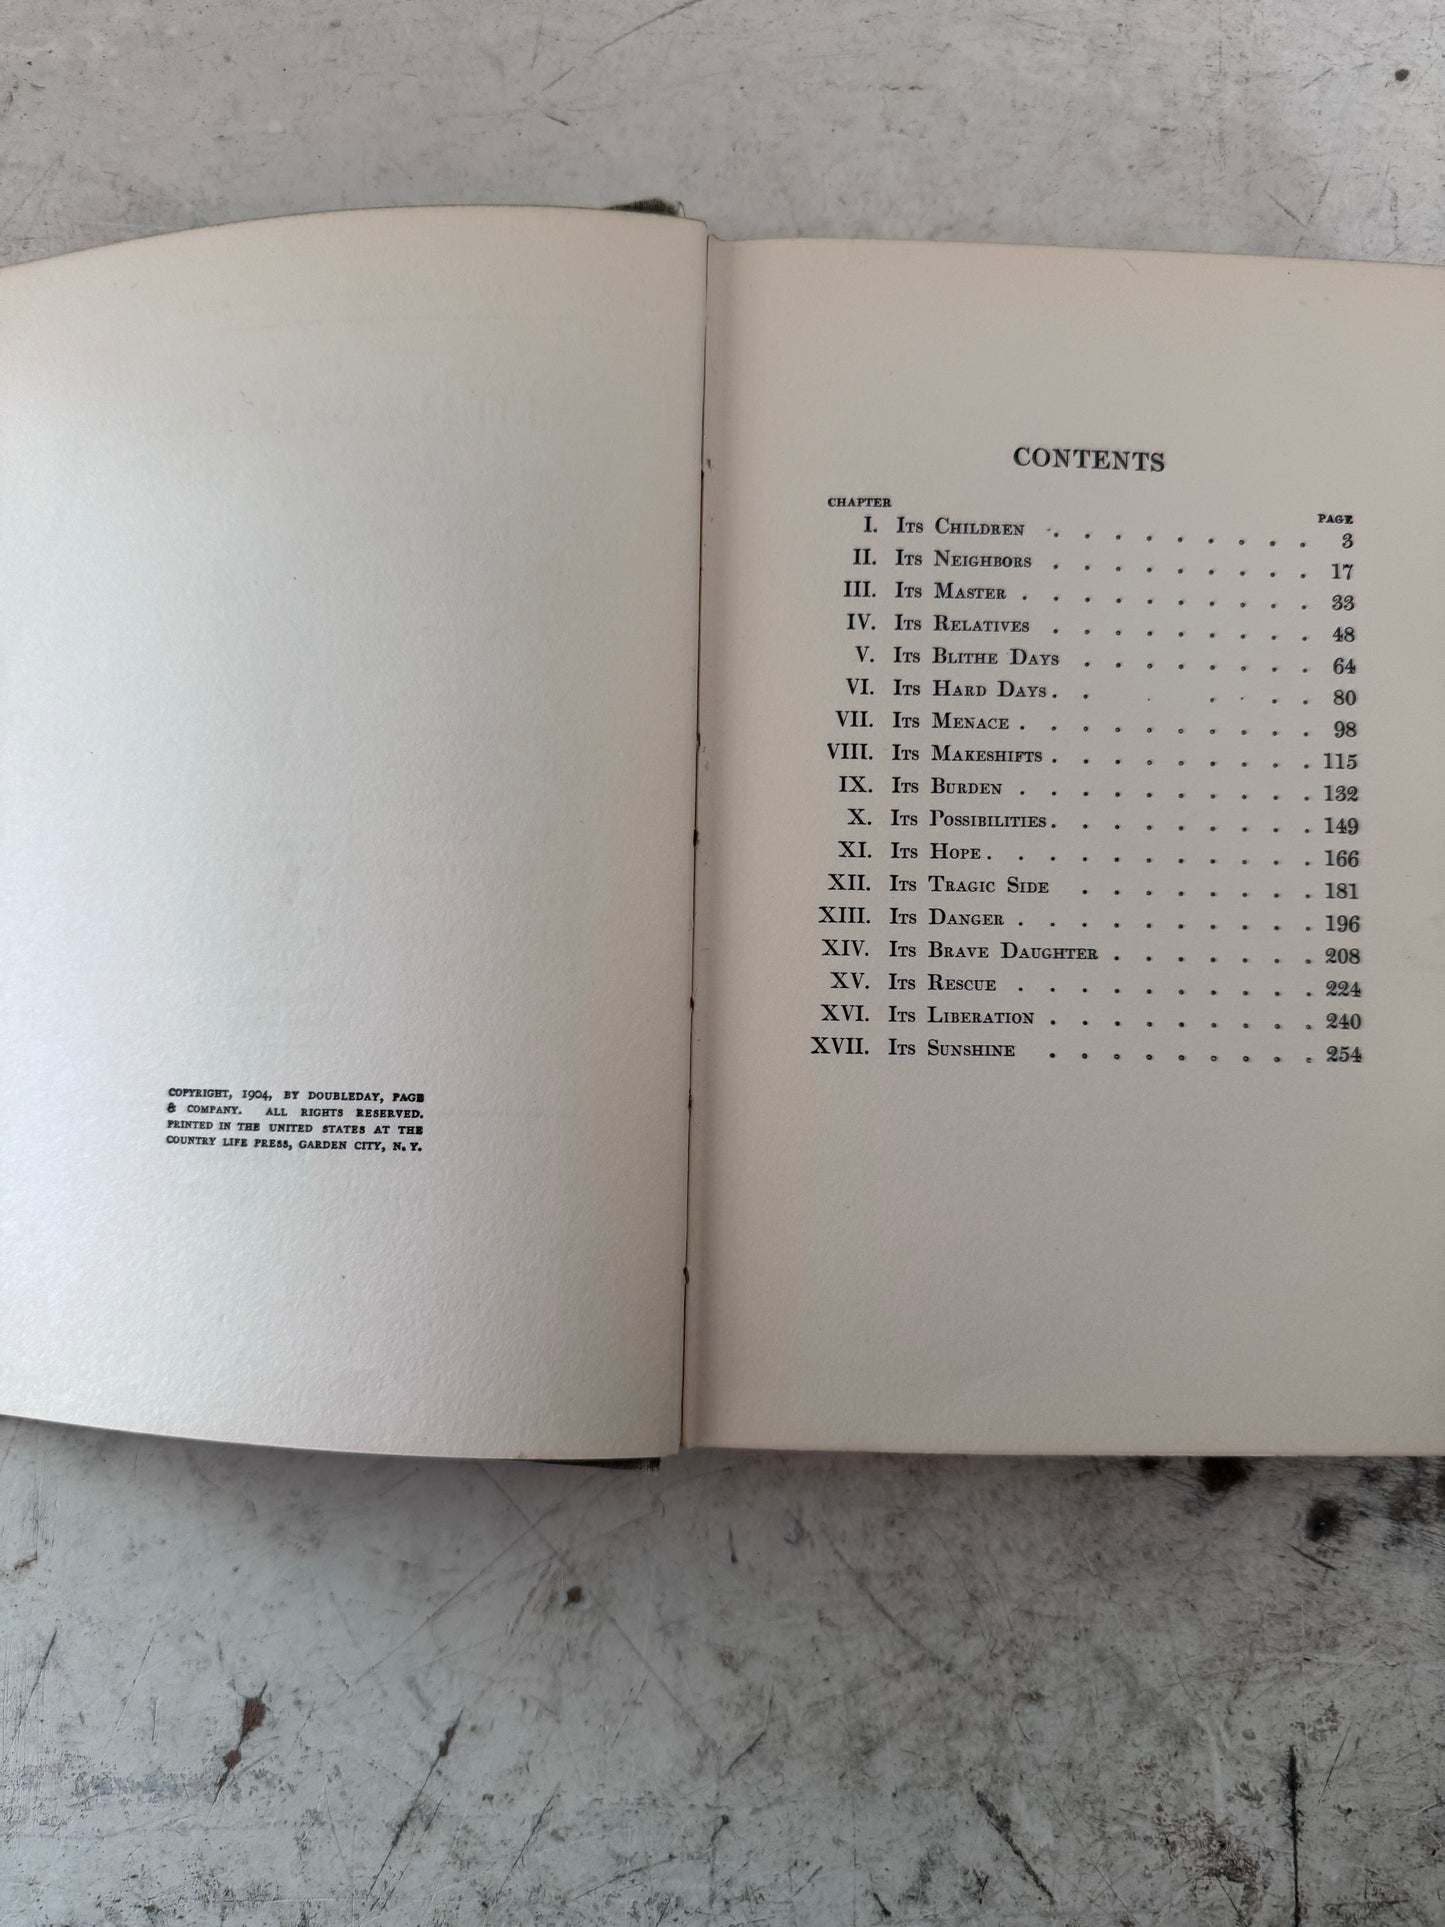 COPYRIGHT, 1904, BY DOUBLEDAY, PAGE
& COMPANY. ALL RIGHTS RESERVED.
PRINTED IN THE UNITED STATES AT THE
COUNTRY LIFE PRESS, GARDEN CITY, N. Y.
CONTENTS
CHAPTER PAGE
I. ITS CHILDREN . . . . . . . . . 3
II. ITS NEIGHBORS . . . . . . . . . 17
III. ITS MASTER . . . . . . . . . . 33
IV. ITS RELATIVES . . . . . . . . . 48
V. ITS BLITHE DAYS . . . . . . . . 64
VI. ITS HARD DAYS . . . . . . 80
VII. ITS MENACE . . . . . . . . . . 98
VIII. ITS MAKESHIFTS . . . . . . . . . 115
IX. ITS BURDEN . . . . . . . . . . 132
X. ITS POSSIBILITIES . . . . . . . . . 149
XI. ITS HOPE . . . . . . . . . . . 166
XII. ITS TRAGIC SIDE . . . . . . . . 181
XIII. ITS DANGER . . . . . . . . . . 196
XIV. ITS BRAVE DAUGHTER . . . . . . . 208
XV. ITS RESCUE . . . . . . . . . . 224
XVI. ITS LIBERATION . . . . . . . . . 240
XVII. ITS SUNSHINE . . . . . . . . . 254